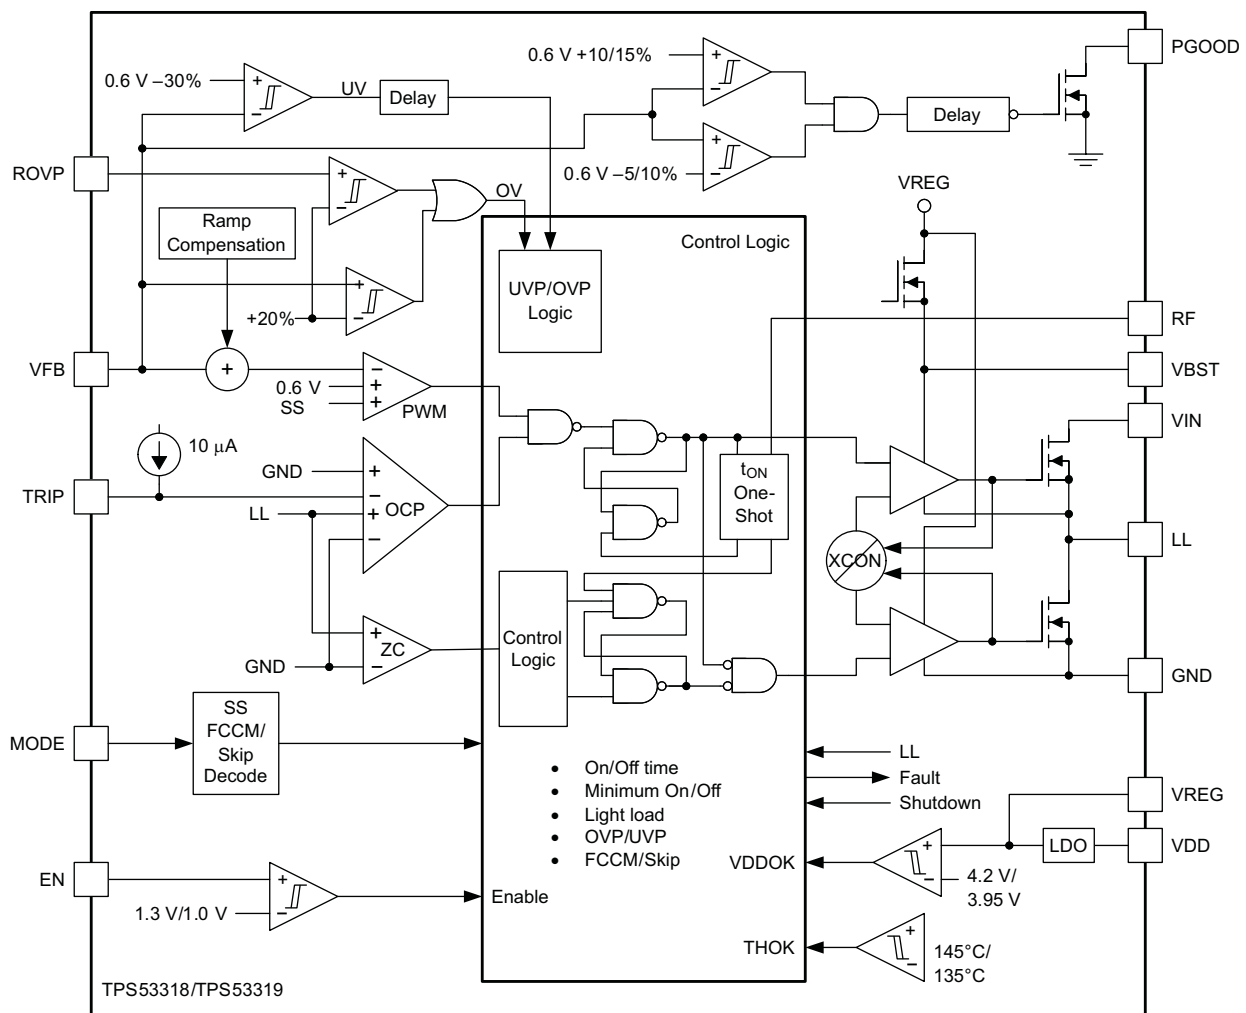 PGOOD
0.6 V +10/15%
0.6 V –30%
UV
Delay
Delay
0.6 V –5/10%
ROVP
VREG
OV
Ramp
Compensation
Control Logic
UVP/OVP
Logic
+20%
RF
VFB
+
0.6 V
SS
PWM
VBST
VIN
10 μA
GND
TRIP
LL
OCP
tON
One-
Shot
XCON
LL
Control
Logic
ZC
GND
GND
MODE
SS
FCCM/
Skip
Decode
LL
Fault
Shutdown
• On/Off time
• Minimum On/Off
• Light load
• OVP/UVP
• FCCM/Skip
VREG
LDO
VDD
EN
1.3 V/1.0 V
Enable
VDDOK
4.2 V/
3.95 V
THOK
145°C/
135°C
TPS53318/TPS53319